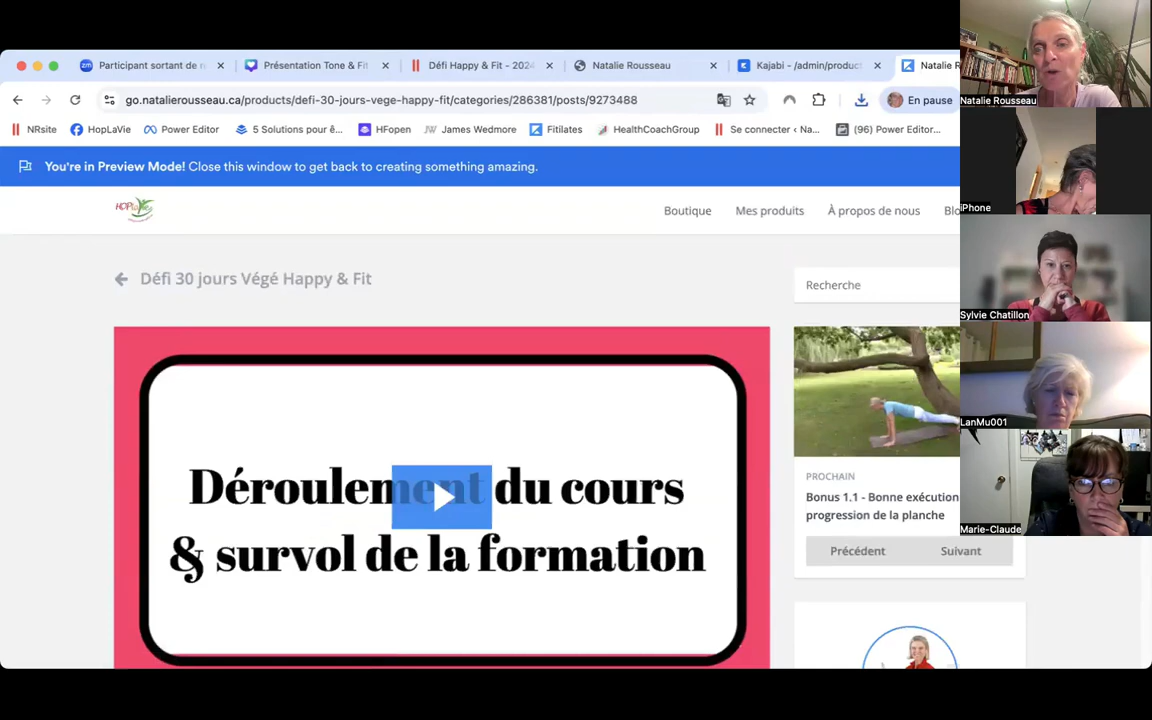 Participant sortant de
Présentation Tone & Fit
Défi Happy & Fit - 2024
Natalie Rousseau
Kajabi - /admin/product
Natalie R
go.natalierousseau.ca/products/defi-30-jours-vege-happy-fit/categories/286381/posts/9273488
En pause
NRsite
HopLaVie
Power Editor
5 Solutions pour ê...
HFopen
James Wedmore
Fitilates
HealthCoachGroup
Se connecter ‹ Na...
(96) Power Editor...
You're in Preview Mode! Close this window to get back to creating something amazing.
Boutique
Mes produits
À propos de nous
Blo
Défi 30 jours Végé Happy & Fit
Recherche
Déroulement du cours
& survol de la formation
PROCHAIN
Bonus 1.1 - Bonne exécution
progression de la planche
Précédent
Suivant
Natalie Rousseau
iPhone
Sylvie Chatillon
LanMu001
Marie-Claude